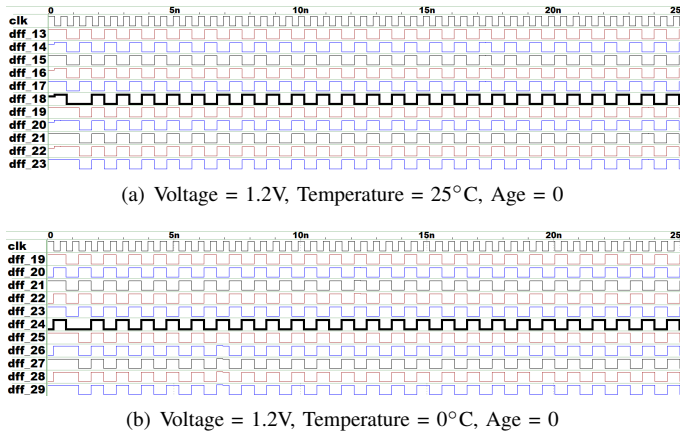 0 5n 10n 15n 20n 25
clk
dff_13
dff_14
dff_15
dff_16
dff_17
dff_18
dff_19
dff_20
dff_21
dff_22
dff_23
(a) Voltage = 1.2V, Temperature = 25°C, Age = 0
0 5n 10n 15n 20n 25
clk
dff_19
dff_20
dff_21
dff_22
dff_23
dff_24
dff_25
dff_26
dff_27
dff_28
dff_29
(b) Voltage = 1.2V, Temperature = 0°C, Age = 0